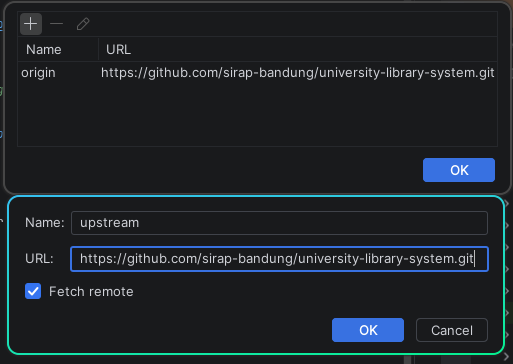 Name URL
origin https://github.com/sirap-bandung/university-library-system.git
OK
Name: upstream
URL: https://github.com/sirap-bandung/university-library-system.git
Fetch remote
OK Cancel